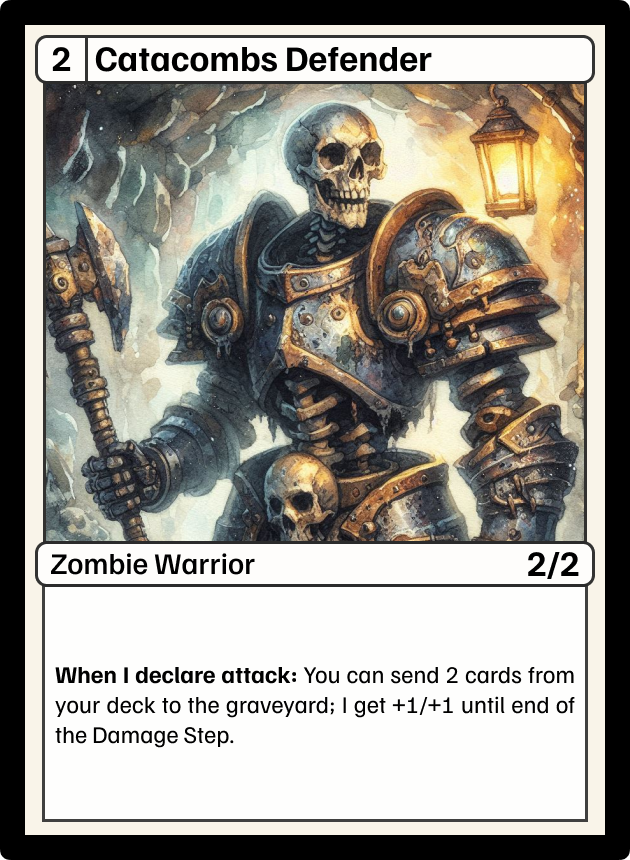 2 Catacombs Defender
Zombie Warrior 2/2
When I declare attack: You can send 2 cards from
your deck to the graveyard; I get +1/+1 until end of
the Damage Step.